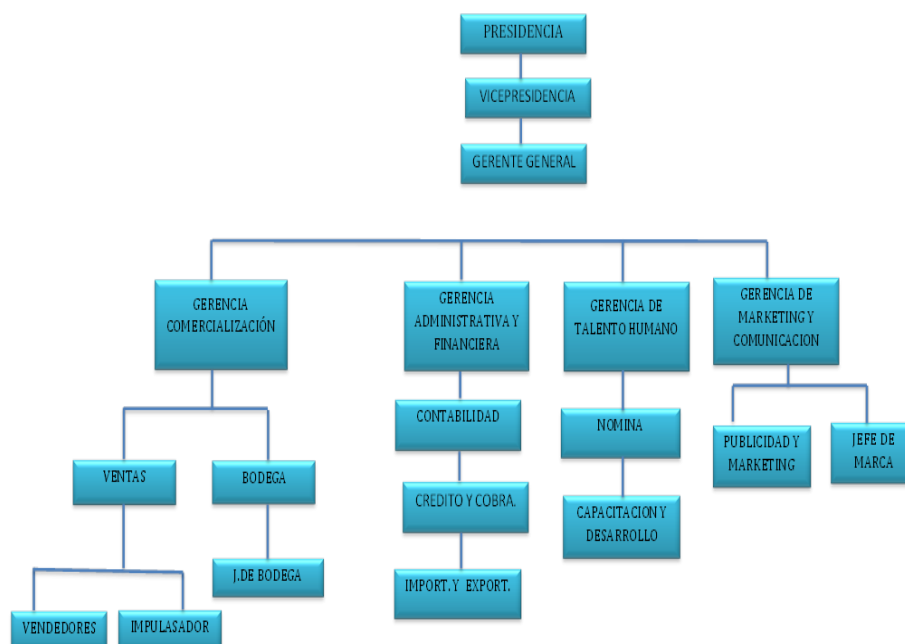 PRESIDENCIA
VICEPRESIDENCIA
GERENTE GENERAL
GERENCIA
COMERCIALIZACIÓN
GERENCIA
ADMINISTRATIVA Y
FINANCIERA
GERENCIA DE
TALENTO HUMANO
GERENCIA DE
MARKETING Y
COMUNICACION
VENTAS
BODEGA
VENDEDORES
IMPULASADOR
J.DE BODEGA
CONTABILIDAD
CREDITO Y COBRA.
IMPORT. Y EXPORT.
NOMINA
CAPACITACION Y
DESARROLLO
PUBLICIDAD Y
MARKETING
JEFE DE
MARCA